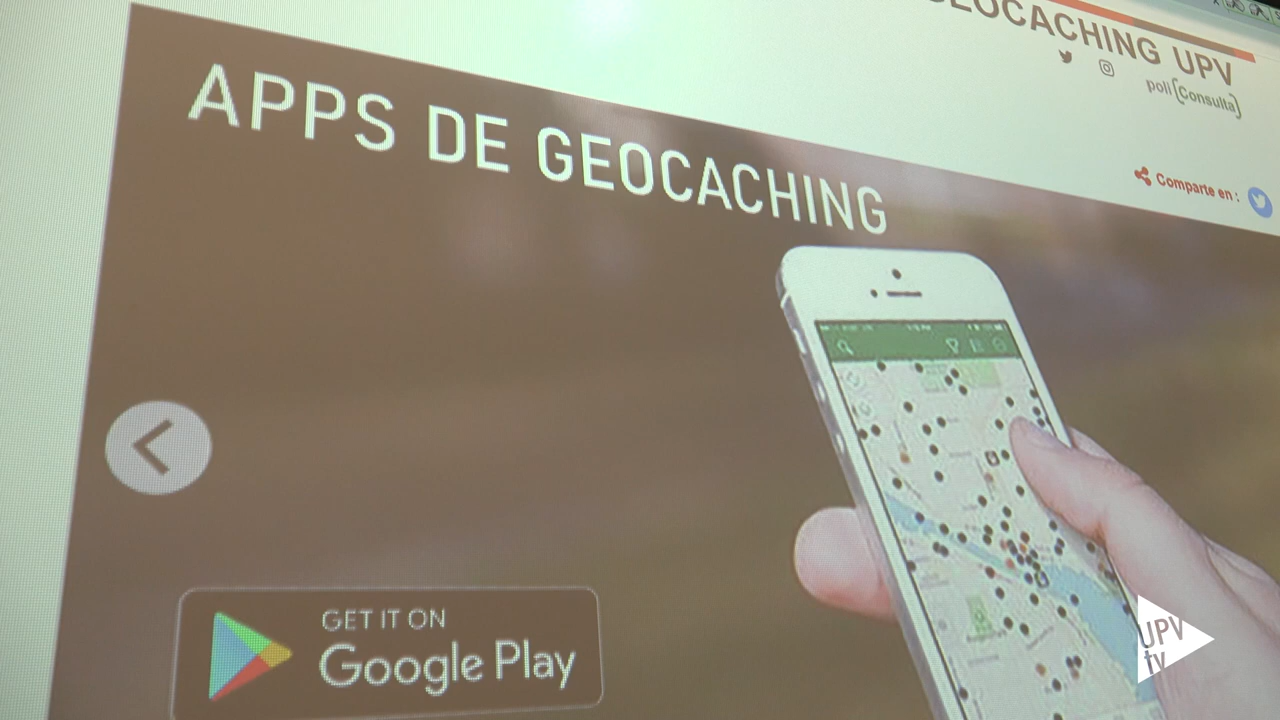 GEOCACHING UPV
poli[Consulta]
Comparte en :
APPS DE GEOCACHING
GET IT ON
Google Play
UPV
tv